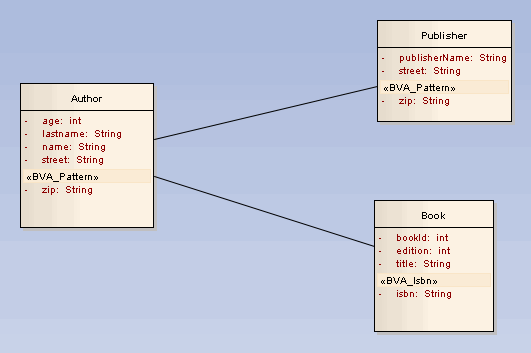 Publisher
- publisherName: String
- street: String
«BVA_Pattern»
- zip: String
Author
- age: int
- lastname: String
- name: String
- street: String
«BVA_Pattern»
- zip: String
Book
- bookId: int
- edition: int
- title: String
«BVA_Isbn»
- isbn: String